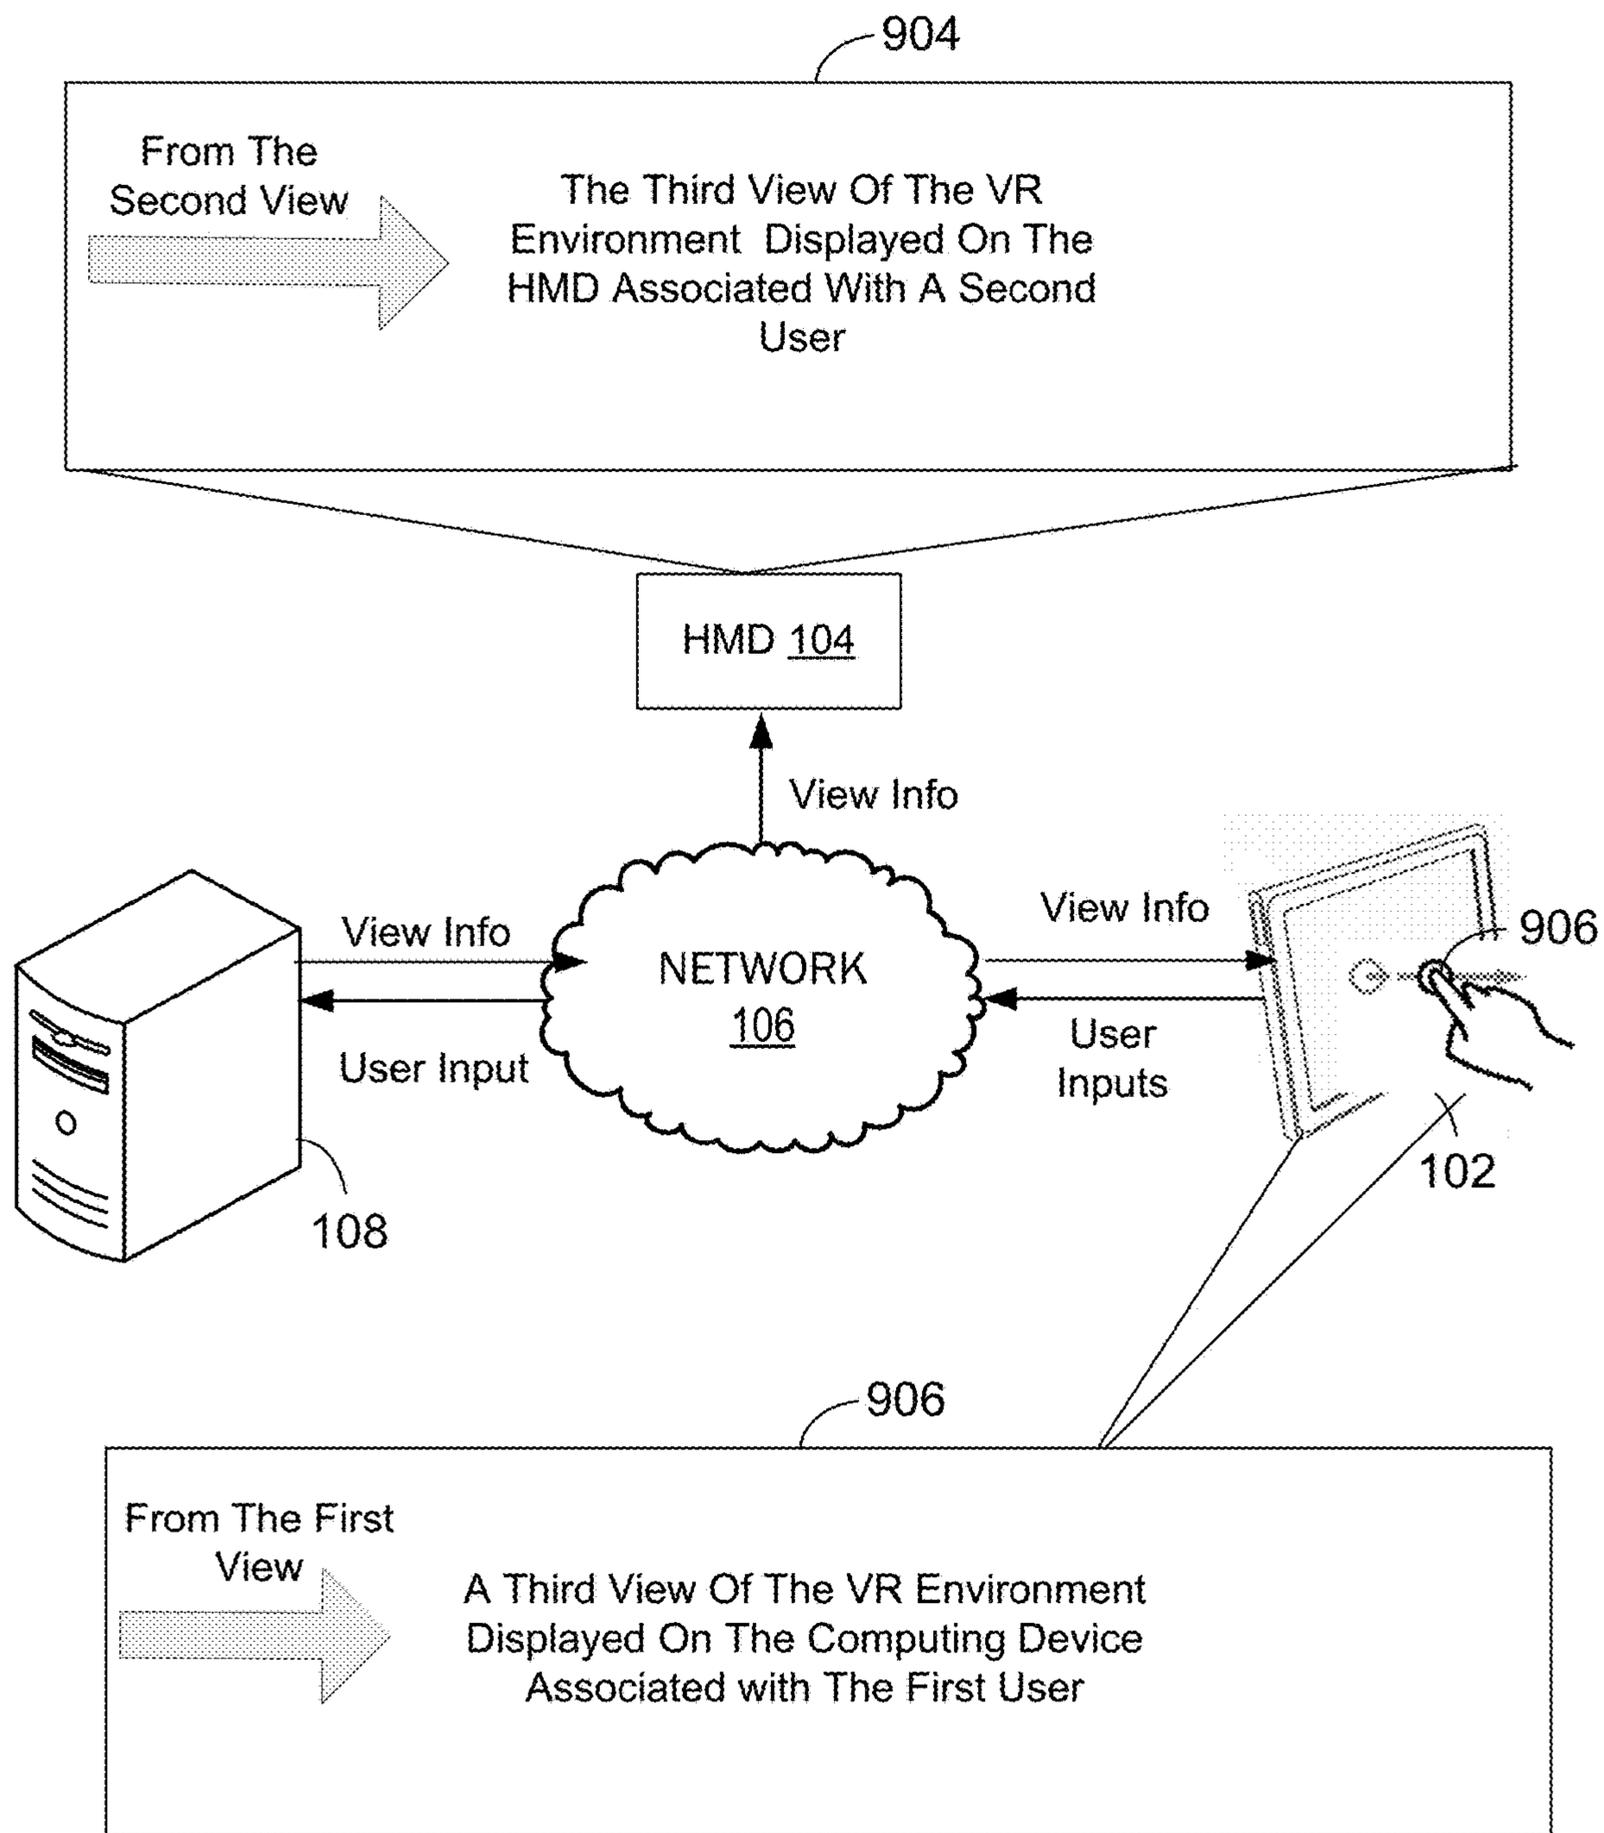 904
From The
Second View
The Third View Of The VR
Environment Displayed On The
HMD Associated With A Second
User
HMD 104
View Info
View Info
NETWORK
106
User Input
108
View Info
906
User
Inputs
102
906
From The First
View
A Third View Of The VR Environment
Displayed On The Computing Device
Associated with The First User